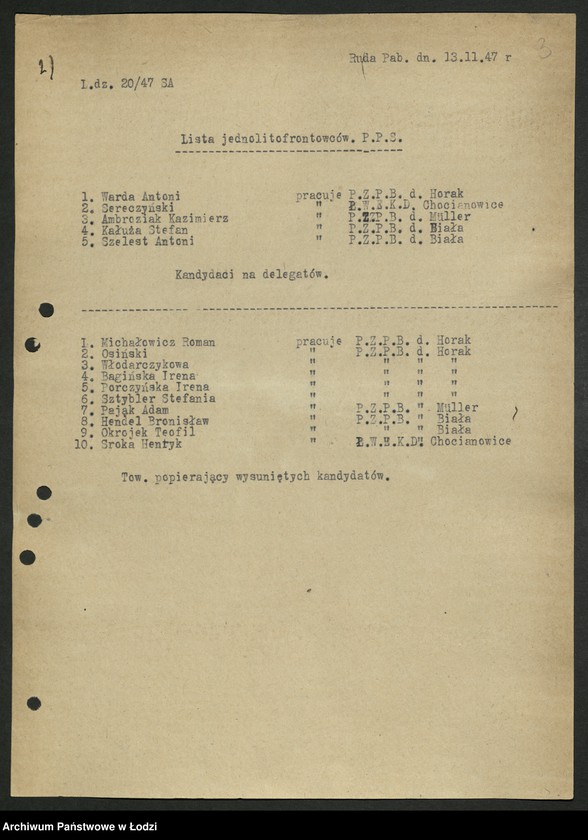 2)
3
Ruda Pab. dn. 13.11.47 r
L.dz. 20/47 SA
Lista jednolitofrontowców. P.P.S.
1. Warda Antoni pracuje P.Z.P.B. d. Horak
2. Sereczyński " Ł.W.E.K.D. Chocianowice
3. Ambroziak Kazimierz " P.Z.P.B. d. Müller
4. Kałuża Stefan " P.Z.P.B. d. Biała
5. Szelest Antoni " P.Z.P.B. d. Biała
Kandydaci na delegatów.
1. Michałowicz Roman pracuje P.Z.P.B. d. Horak
2. Osiński " P.Z.P.B. d. Horak
3. Włodarczykowa " " " "
4. Bagińska Irena " " " "
5. Porczyńska Irena " " " "
6. Sztybler Stefania " " " "
7. Pająk Adam " P.Z.P.B. " Müller
8. Hendel Bronisław " P.Z.P.B. " Biała
9. Okrojek Teofil " " " Biała
10. Sroka Henryk " Ł.W.E.K.D. " Chocianowice
Tow. popierający wysuniętych kandydatów.
Archiwum Państwowe w Łodzi